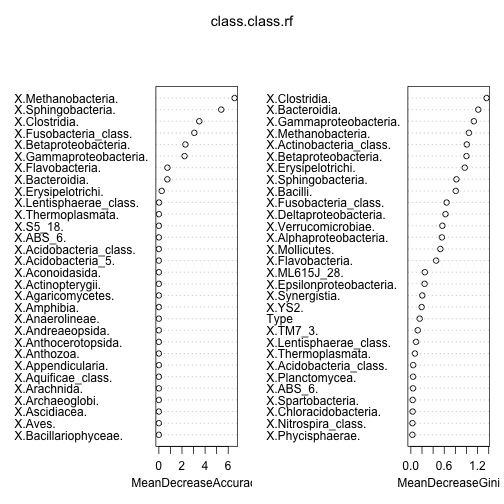 class.class.rf
X.Methanobacteria.
X.Sphingobacteria.
X.Clostridia.
X.Fusobacteria_class.
X.Betaproteobacteria.
X.Gammaproteobacteria.
X.Flavobacteria.
X.Bacteroidia.
X.Erysipelotrichi.
X.Lentisphaerae_class.
X.Thermoplasmata.
X.S5_18.
X.ABS_6.
X.Acidobacteria_class.
X.Acidobacteria_5.
X.Aconoidasida.
X.Actinopterygii.
X.Agaricomycetes.
X.Amphibia.
X.Anaerolineae.
X.Andreaeopsida.
X.Anthocerotopsida.
X.Anthozoa.
X.Appendicularia.
X.Aquificae_class.
X.Arachnida.
X.Archaeoglobi.
X.Ascidiacea.
X.Aves.
X.Bacillariophyceae.
0 2 4 6
MeanDecreaseAccurac
X.Clostridia.
X.Bacteroidia.
X.Gammaproteobacteria.
X.Methanobacteria.
X.Actinobacteria_class.
X.Betaproteobacteria.
X.Erysipelotrichi.
X.Sphingobacteria.
X.Bacilli.
X.Fusobacteria_class.
X.Deltaproteobacteria.
X.Verrucomicrobiae.
X.Alphaproteobacteria.
X.Mollicutes.
X.Flavobacteria.
X.ML615J_28.
X.Epsilonproteobacteria.
X.Synergistia.
X.YS2.
Type
X.TM7_3.
X.Lentisphaerae_class.
X.Thermoplasmata.
X.Acidobacteria_class.
X.Planctomycea.
X.ABS_6.
X.Spartobacteria.
X.Chloracidobacteria.
X.Nitrospira_class.
X.Phycisphaerae.
0.0 0.6 1.2
MeanDecreaseGini